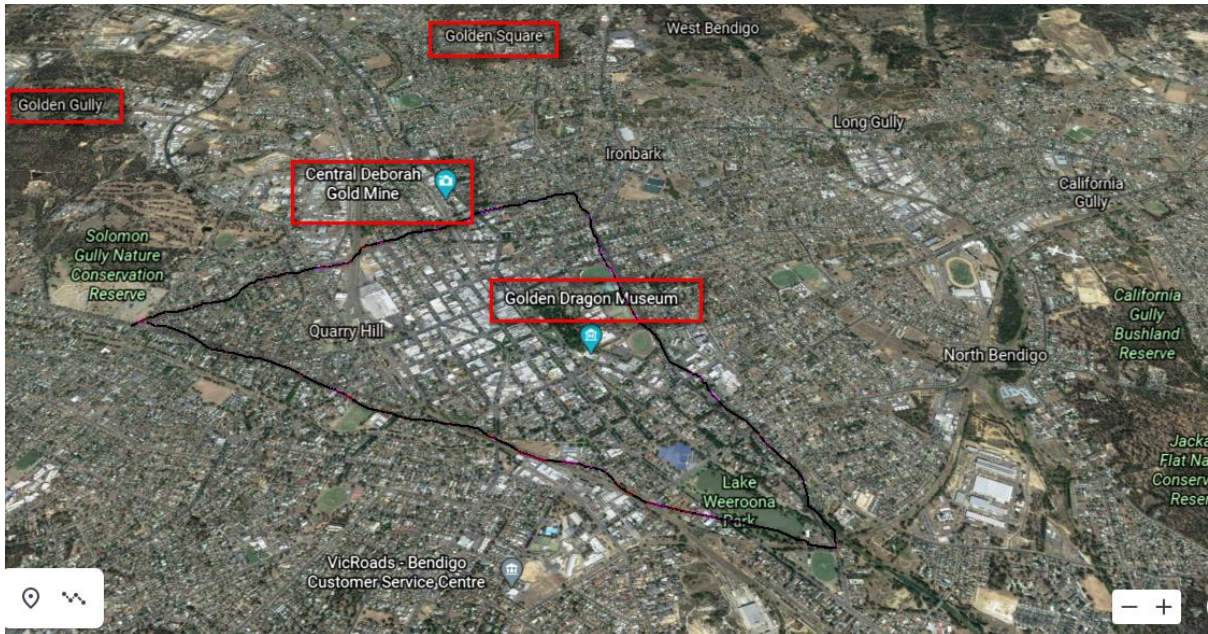 Golden Square
West Bendigo
Golden Gully
Long Gully
Ironbark
Central Deborah
Gold Mine
California
Gully
Solomon
Gully Nature
Conservation
Reserve
Golden Dragon Museum
California
Gully
Bushland
Reserve
Quarry Hill
North Bendigo
Flat
Lake
Weeroona
Park
VicRoads - Bendigo
Customer Service Centre